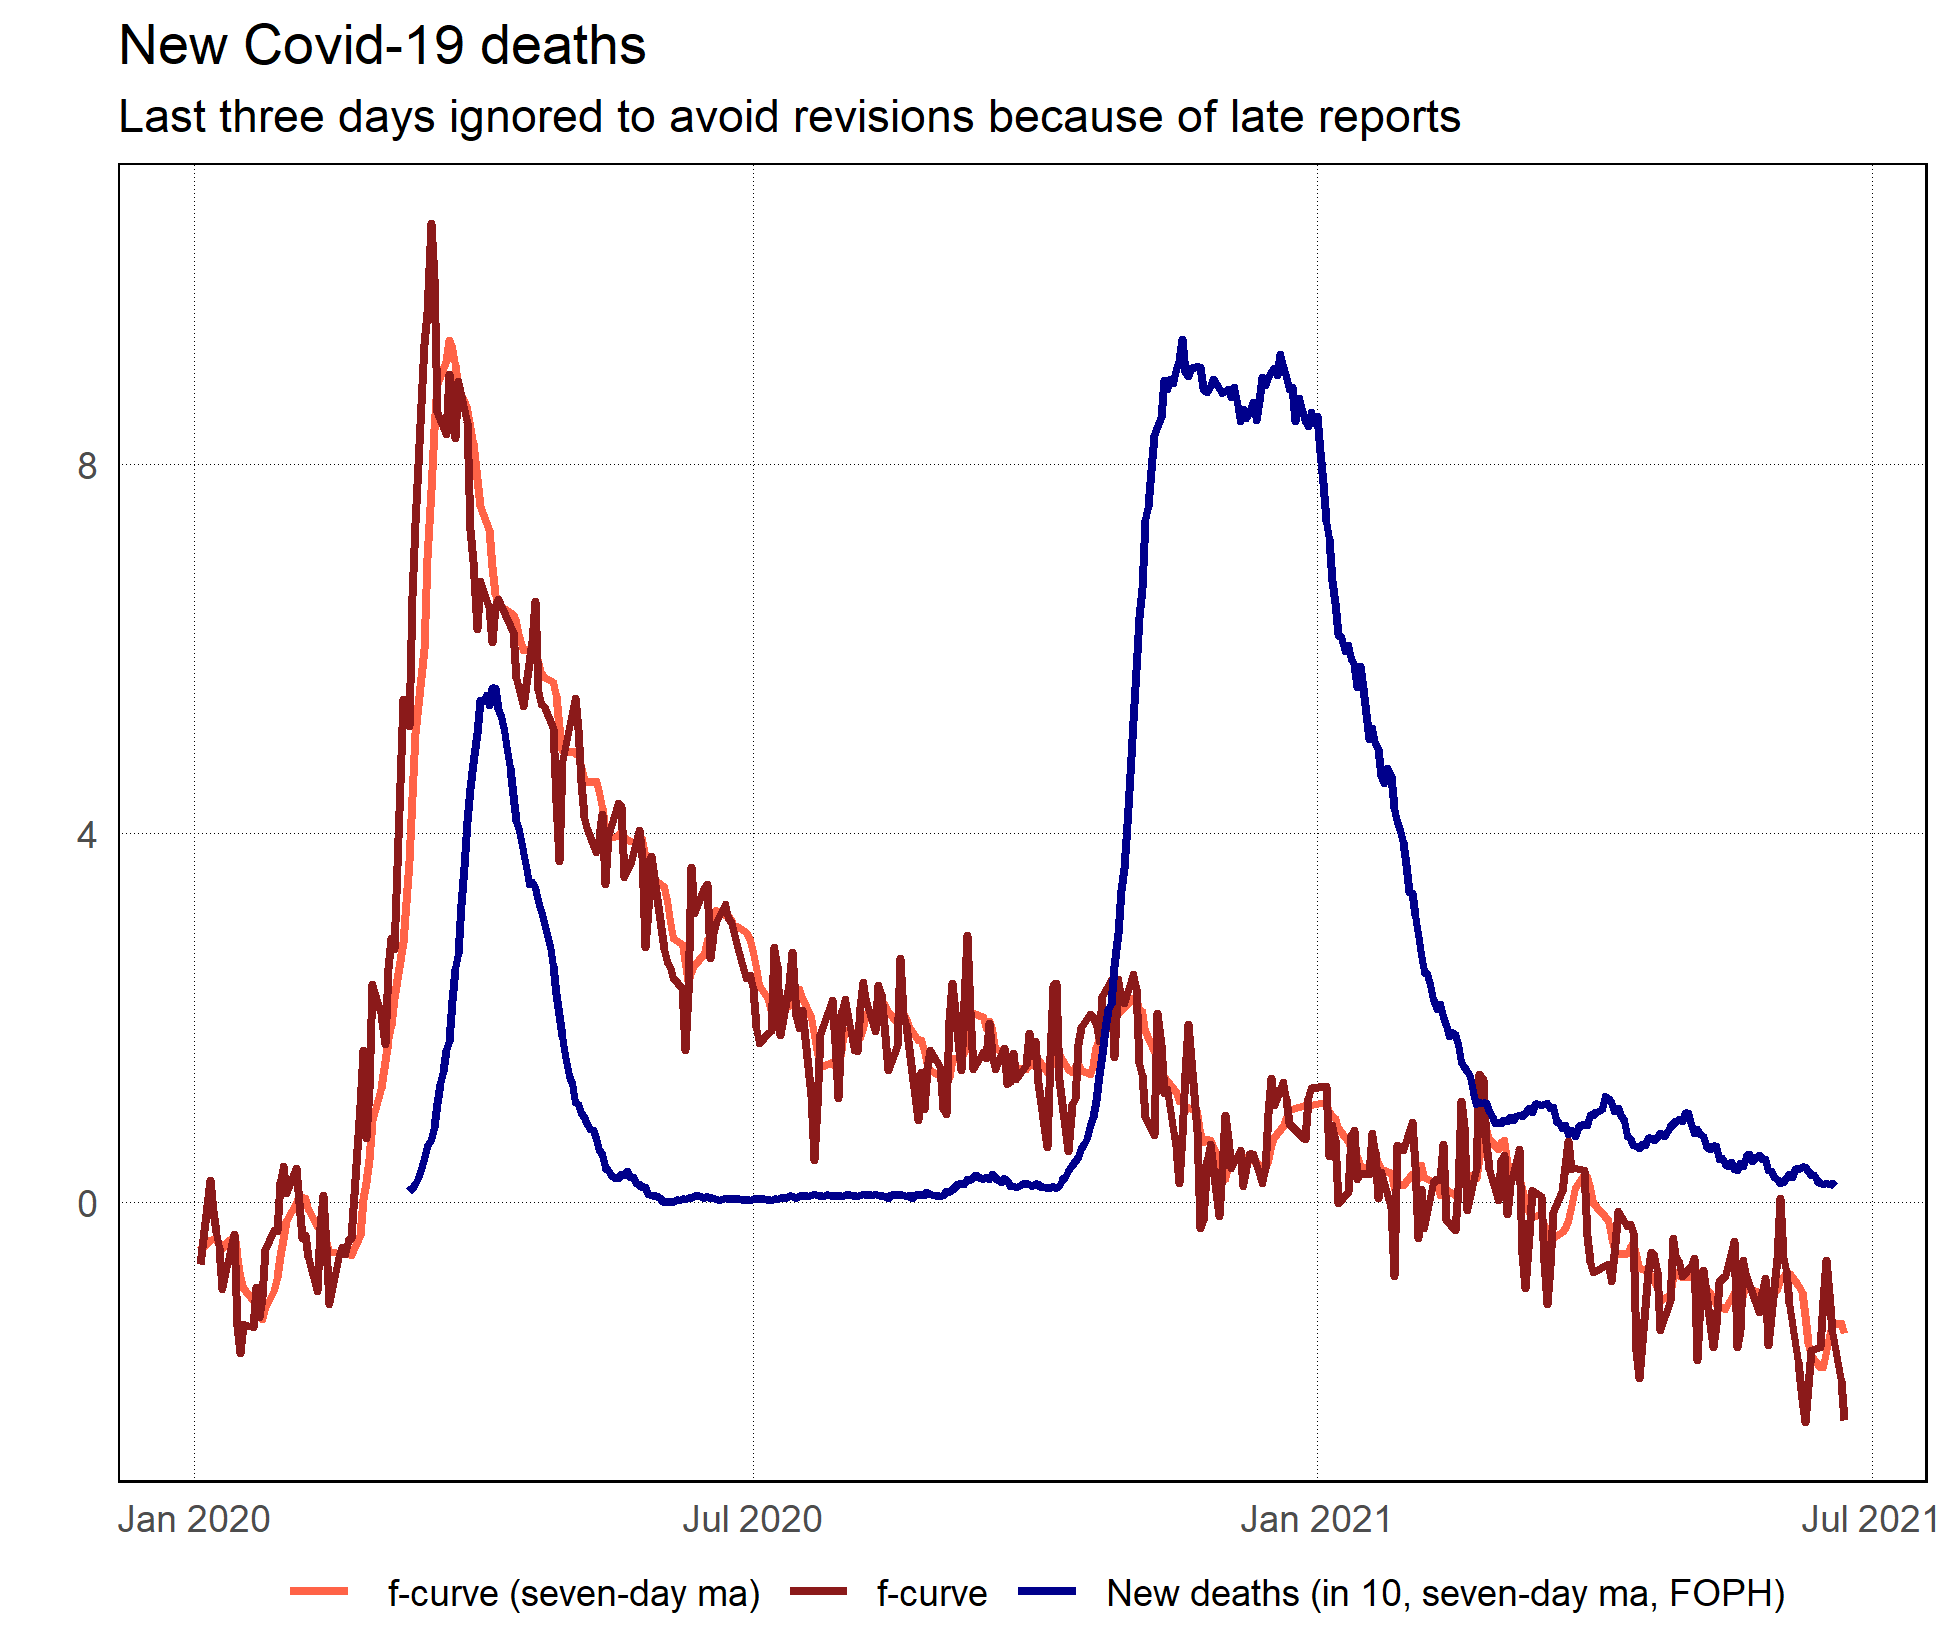 New Covid-19 deaths
Last three days ignored to avoid revisions because of late reports
8
4
0
Jan 2020 Jul 2020 Jan 2021 Jul 2021
f-curve (seven-day ma) f-curve New deaths (in 10, seven-day ma, FOPH)